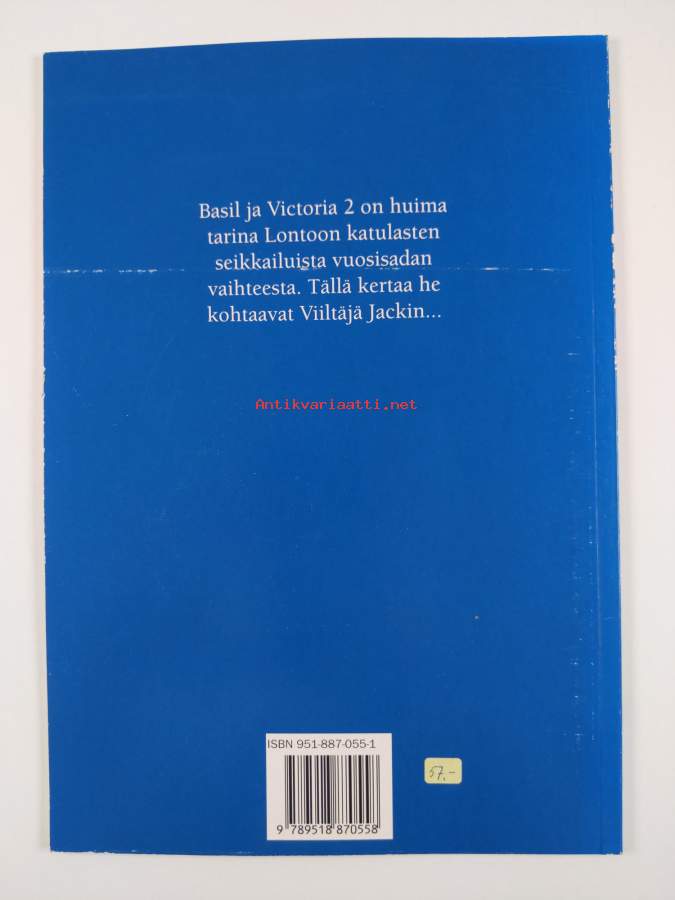 Basil ja Victoria 2 on huima
tarina Lontoon katulasten
seikkailuista vuosisadan
vaihteesta. Tällä kertaa he
kohtaavat Viiltäjä Jackin...
Antikvariaatti.net
ISBN 951-887-055-1
57,-
9 789518 870558